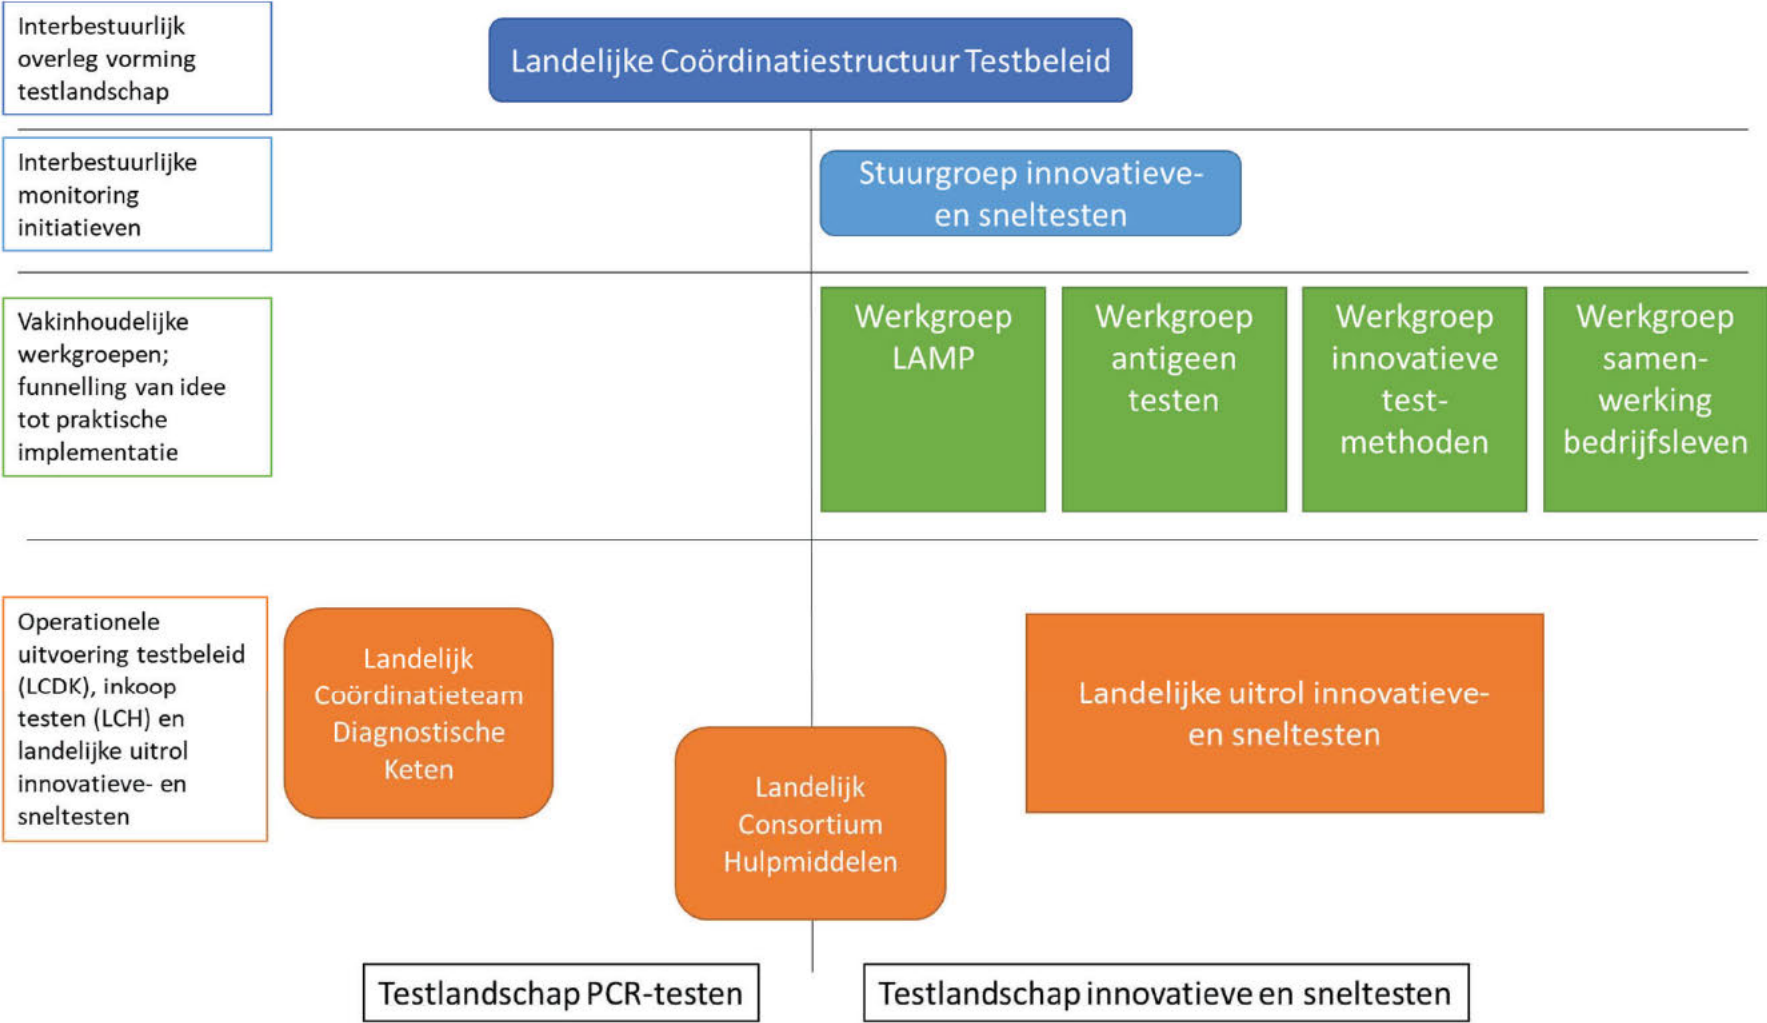 Interbestuurlijk
overleg vorming
testlandschap
Landelijke Coördinatiestructuur Testbeleid
Interbestuurlijke
monitoring
initiatieven
Stuurgroep innovatieve-
en sneltesten
Vakinhoudelijke
werkgroepen;
funnelling van idee
tot praktische
implementatie
Werkgroep
LAMP
Werkgroep
antigeen
testen
Werkgroep
innovatieve
test-
methoden
Werkgroep
samen-
werking
bedrijfsleven
Operationele
uitvoering testbeleid
(LCDK), inkoop
testen (LCH) en
landelijke uitrol
innovatieve- en
sneltesten
Landelijk
Coördinatieteam
Diagnostische
Keten
Landelijk
Consortium
Hulpmiddelen
Landelijke uitrol innovatieve-
en sneltesten
Testlandschap PCR-testen
Testlandschap innovatieve en sneltesten